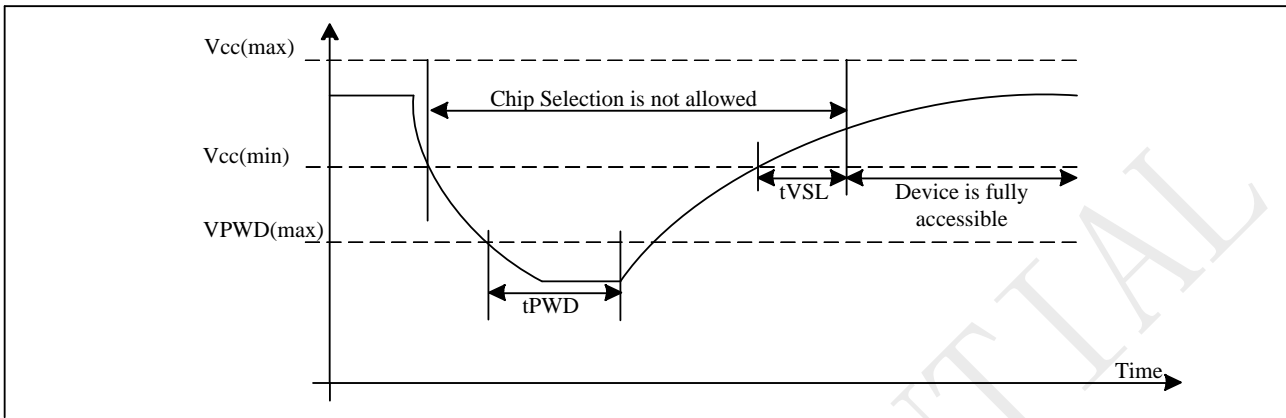 Vcc(max)
Chip Selection is not allowed
Vcc(min)
tVSL
Device is fully
accessible
VPWD(max)
tPWD
Time